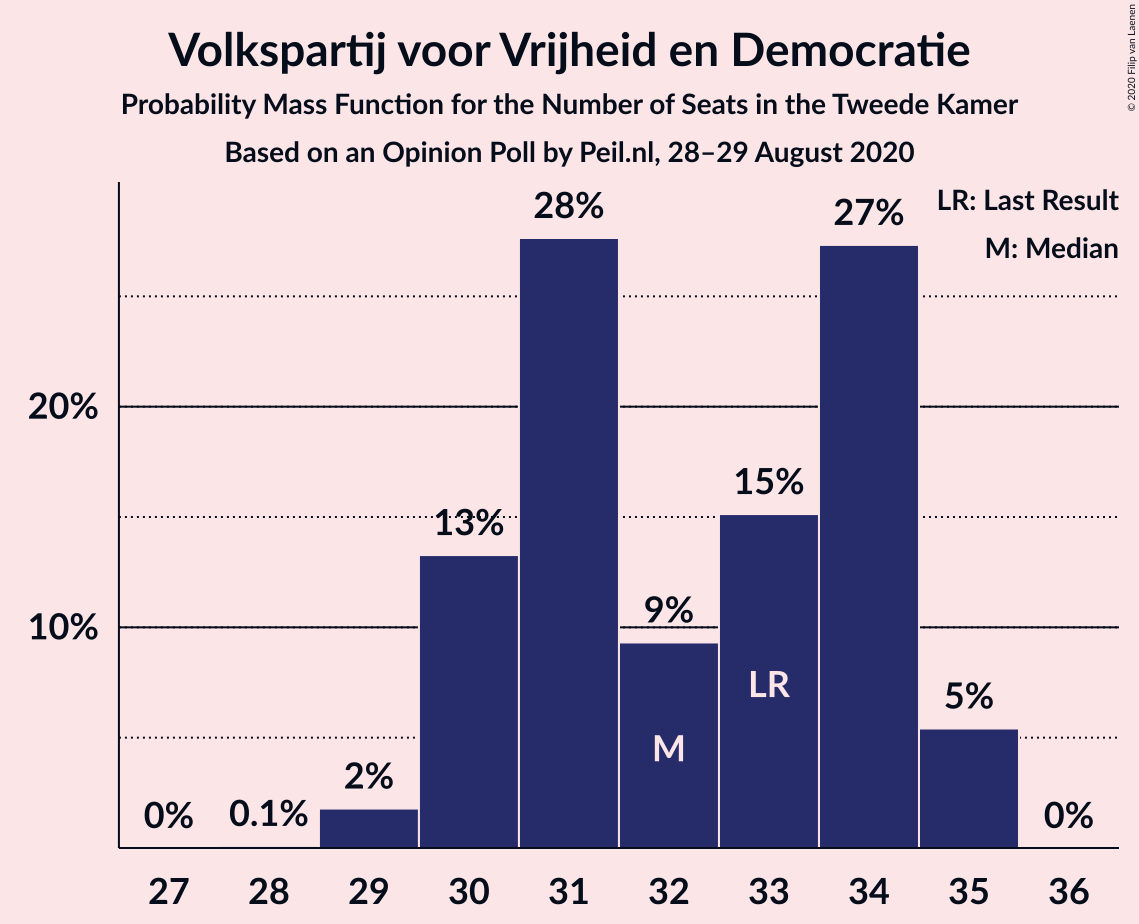 Volkspartij voor Vrijheid en Democratie
Probability Mass Function for the Number of Seats in the Tweede Kamer
Based on an Opinion Poll by Peil.nl, 28–29 August 2020
© 2020 Filip van Laenen
LR: Last Result
M: Median
28%
27%
20%
15%
13%
10%
9%
LR
5%
M
2%
0%
0.1%
0%
27 28 29 30 31 32 33 34 35 36